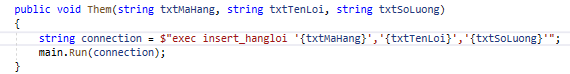 public void Them(string txtMaHang, string txtTenLoi, string txtSoLuong)
{
string connection = $"exec insert_hangloi '{txtMaHang}','{txtTenLoi}','{txtSoLuong}'";
main.Run(connection);
}